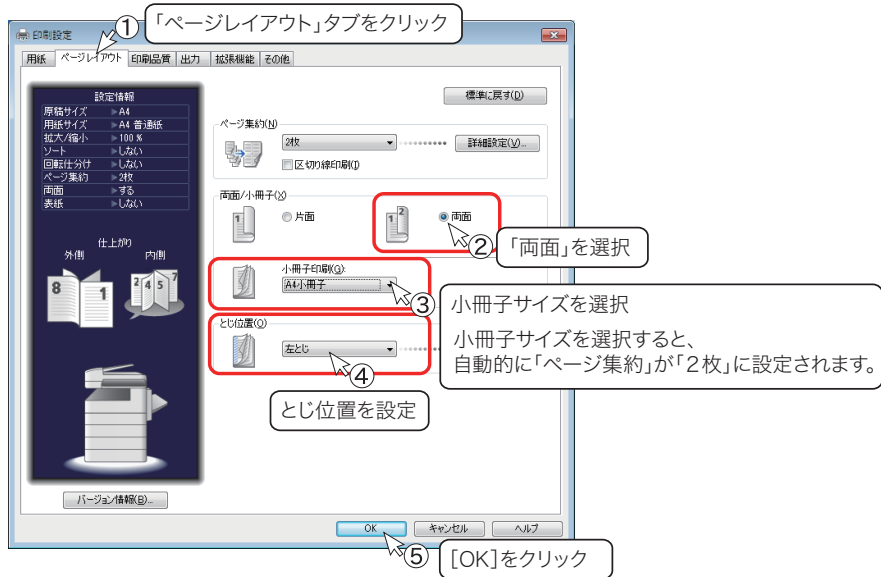 ① 「ページレイアウト」タブをクリック
印刷設定
用紙 ページレイアウト 印刷品質 出力 拡張機能 その他
標準に戻す(D)
設定情報
原稿サイズ ▶A4
用紙サイズ ▶A4 普通紙
拡大/縮小 ▶100 %
ソート ▶しない
回転仕分け ▶しない
ページ集約 ▶2枚
両面 ▶する
表紙 ▶しない
仕上がり
外側 内側
8 1 2 4 5 7
ページ集約(N)
2枚 詳細設定(V)...
区切り線印刷(I)
両面/小冊子(X)
1 片面 1 2 両面
② 「両面」を選択
小冊子印刷(G):
A4小冊子
③ 小冊子サイズを選択
小冊子サイズを選択すると、
自動的に「ページ集約」が「2枚」に設定されます。
とじ位置(O)
左とじ
④
とじ位置を設定
バージョン情報(B)...
OK キャンセル ヘルプ
⑤ [OK]をクリック